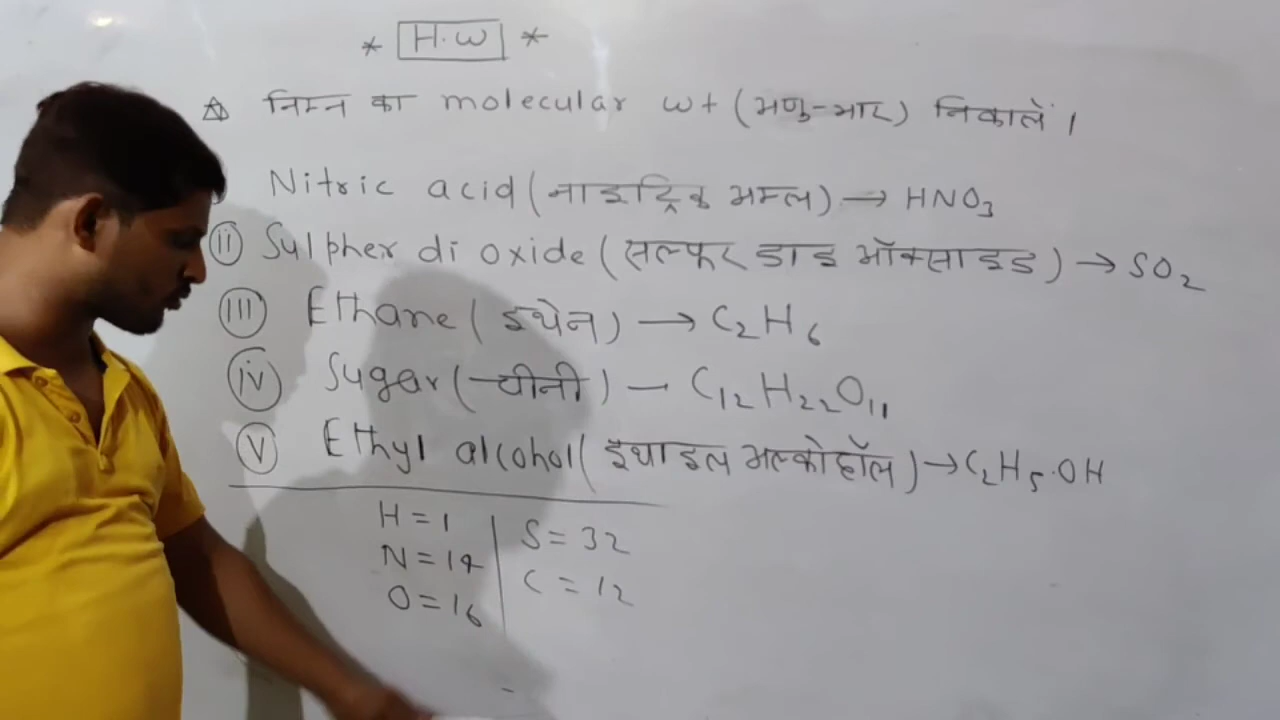 * H.W *
निम्न का molecular wt (अणु-भार) निकालें।
Nitric acid (नाइट्रिक अम्ल) → HNO₃
(ii) Sulpher di oxide (सल्फर डाइ ऑक्साइड) → SO₂
(iii) Ethane (इथेन) → C₂H₆
(iv) Sugar (चीनी) – C₁₂H₂₂O₁₁
(v) Ethyl alcohol (इथाइल अल्कोहॉल) → C₂H₅.OH
H = 1
N = 14
O = 16
S = 32
C = 12